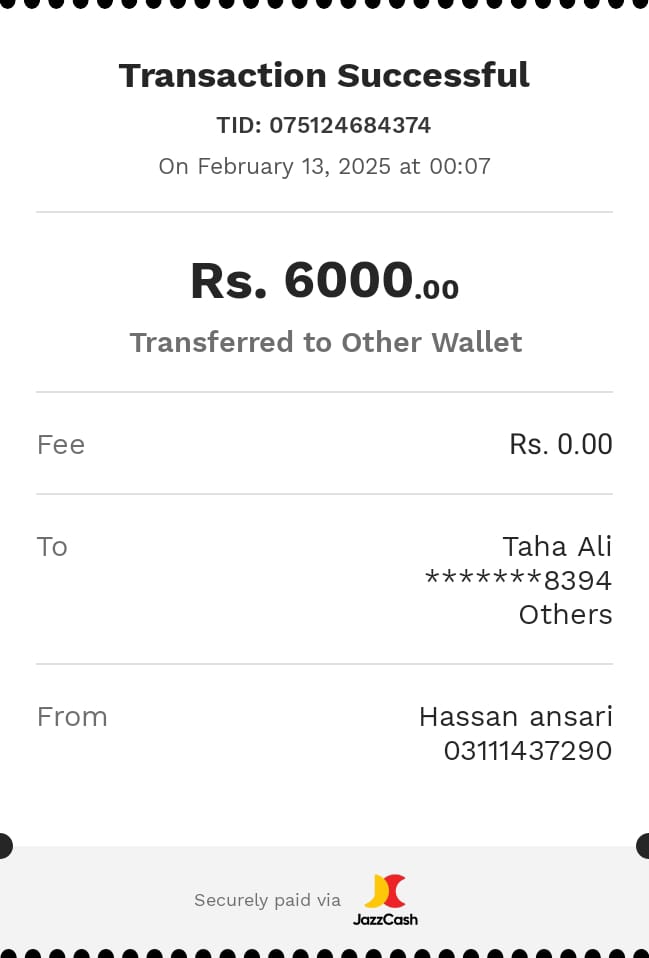 Transaction Successful
TID: 075124684374
On February 13, 2025 at 00:07
Rs. 6000.00
Transferred to Other Wallet
Fee Rs. 0.00
To Taha Ali
*******8394
Others
From Hassan ansari
03111437290
Securely paid via JazzCash